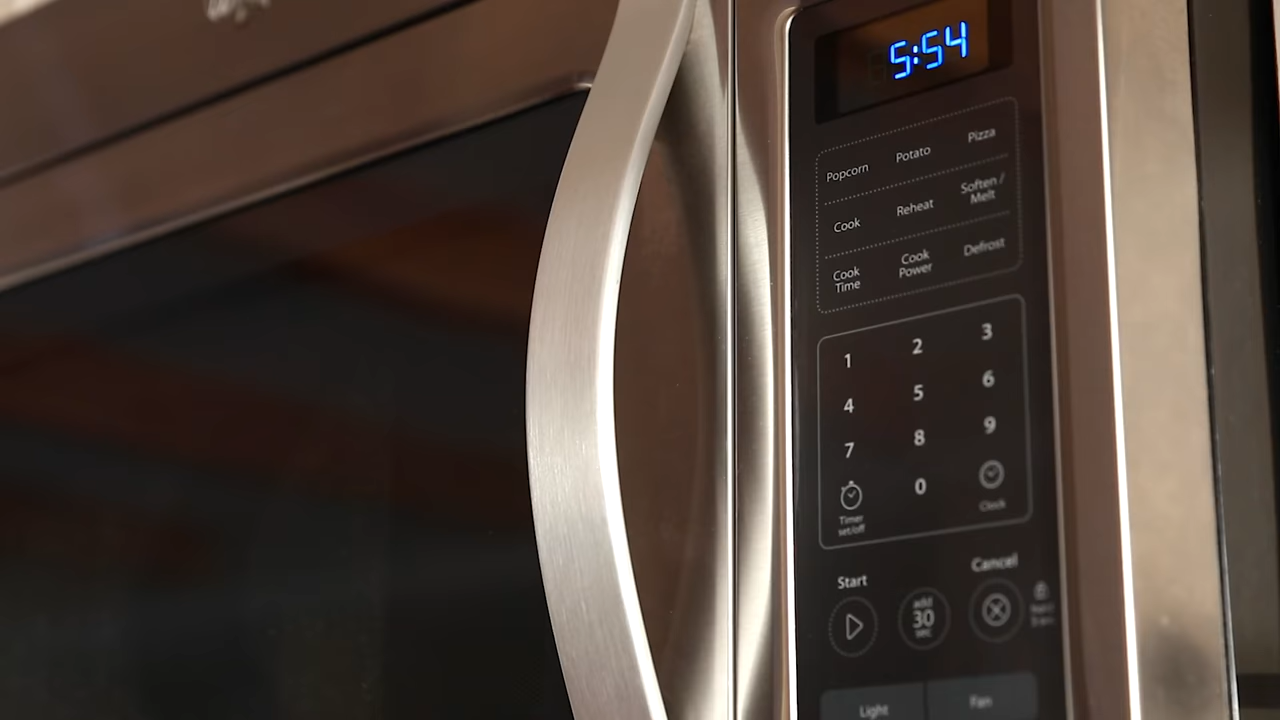 5:54
Popcorn Potato Pizza
Cook Reheat Soften /
Melt
Cook
Time Cook
Power Defrost
1 2 3
4 5 6
7 8 9
0
Timer
set/off
Clock
Start Cancel
add
30
sec
Light Fan